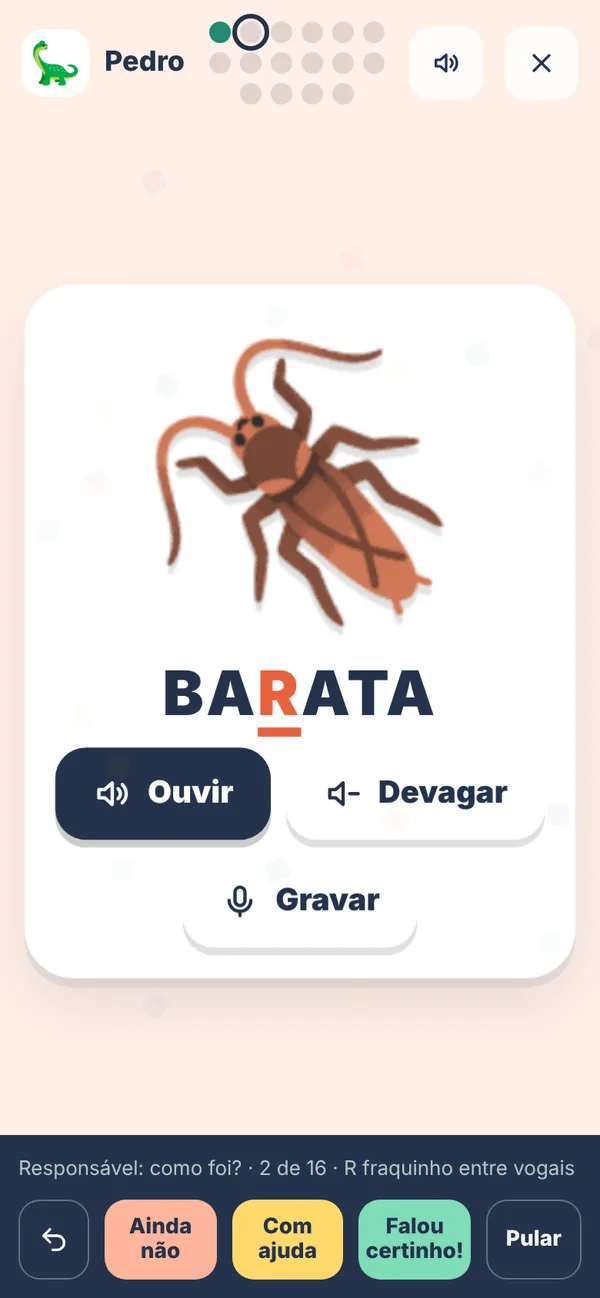 Pedro
BARATA
Ouvir
Devagar
Gravar
Responsável: como foi? · 2 de 16 · R fraquinho entre vogais
Ainda
não
Com
ajuda
Falou
certinho!
Pular